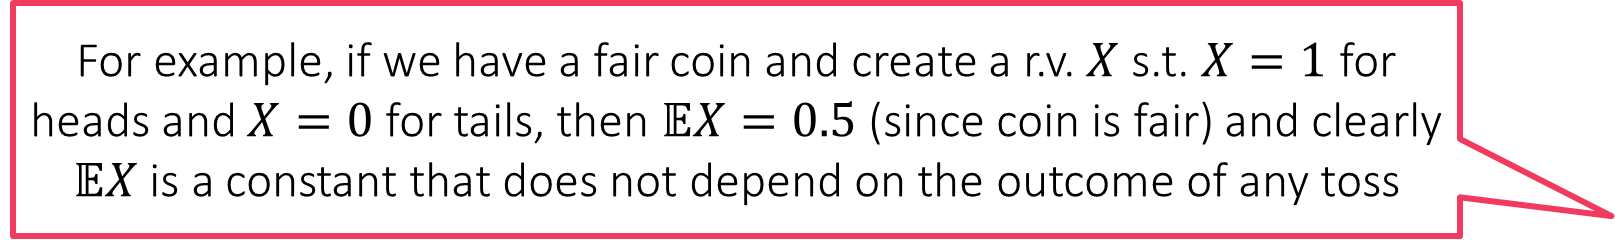 For example, if we have a fair coin and create a r.v. X s.t. X = 1 for
heads and X = 0 for tails, then 𝔼X = 0.5 (since coin is fair) and clearly
𝔼X is a constant that does not depend on the outcome of any toss